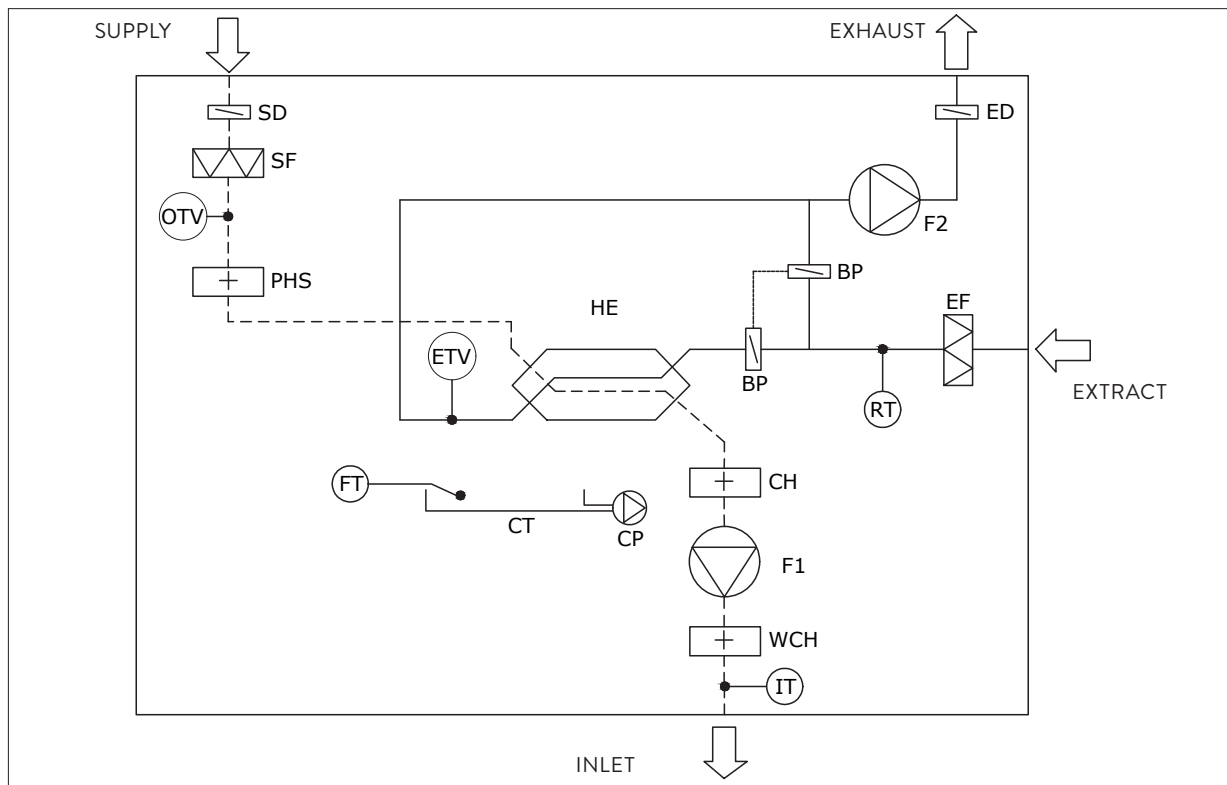 SUPPLY
EXHAUST
SD
ED
SF
OTV
F2
PHS
BP
EF
HE
ETV
BP
EXTRACT
RT
FT
CH
CT
CP
F1
WCH
IT
INLET